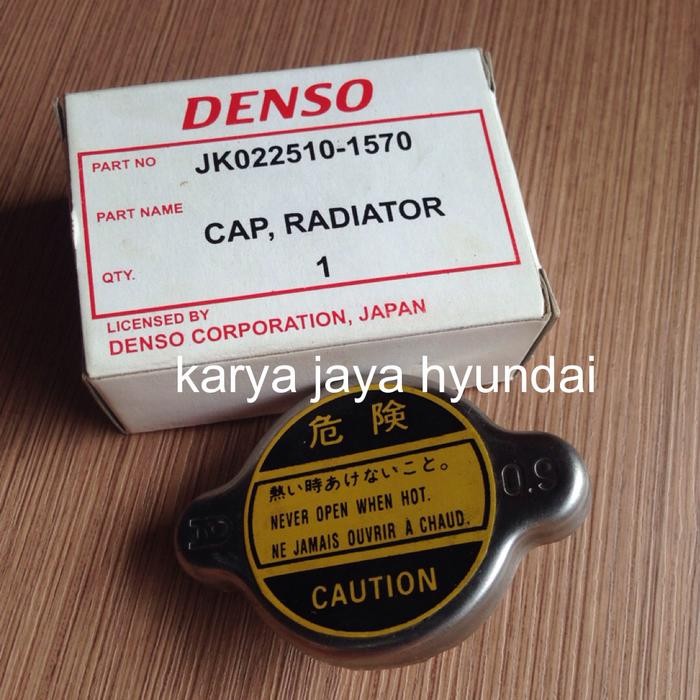 DENSO
PART NO JK022510-1570
PART NAME CAP, RADIATOR
QTY. 1
LICENSED BY
DENSO CORPORATION, JAPAN
karya jaya hyundai
危険
熱い時あけないこと。
NEVER OPEN WHEN HOT.
NE JAMAIS OUVRIR À CHAUD.
CAUTION
0.9